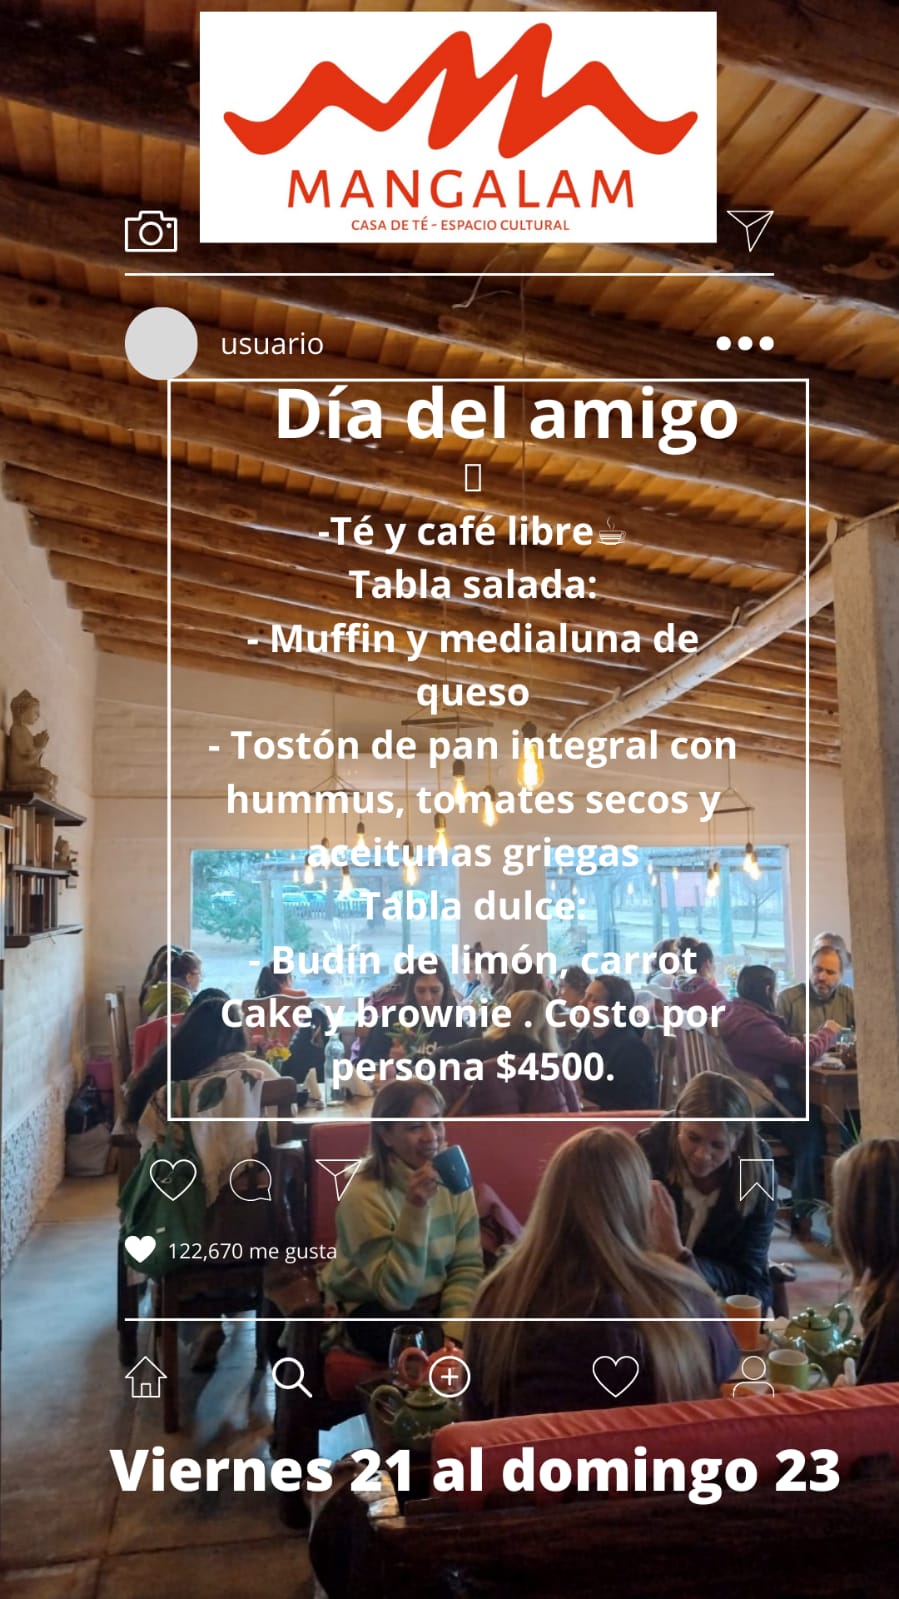 MANGALAM
CASA DE TÉ - ESPACIO CULTURAL
usuario
Día del amigo
-Té y café libre☕
Tabla salada:
- Muffin y medialuna de
queso
- Tostón de pan integral con
hummus, tomates secos y
aceitunas griegas
Tabla dulce:
- Budín de limón, carrot
Cake y brownie . Costo por
persona $4500.
122,670 me gusta
Viernes 21 al domingo 23